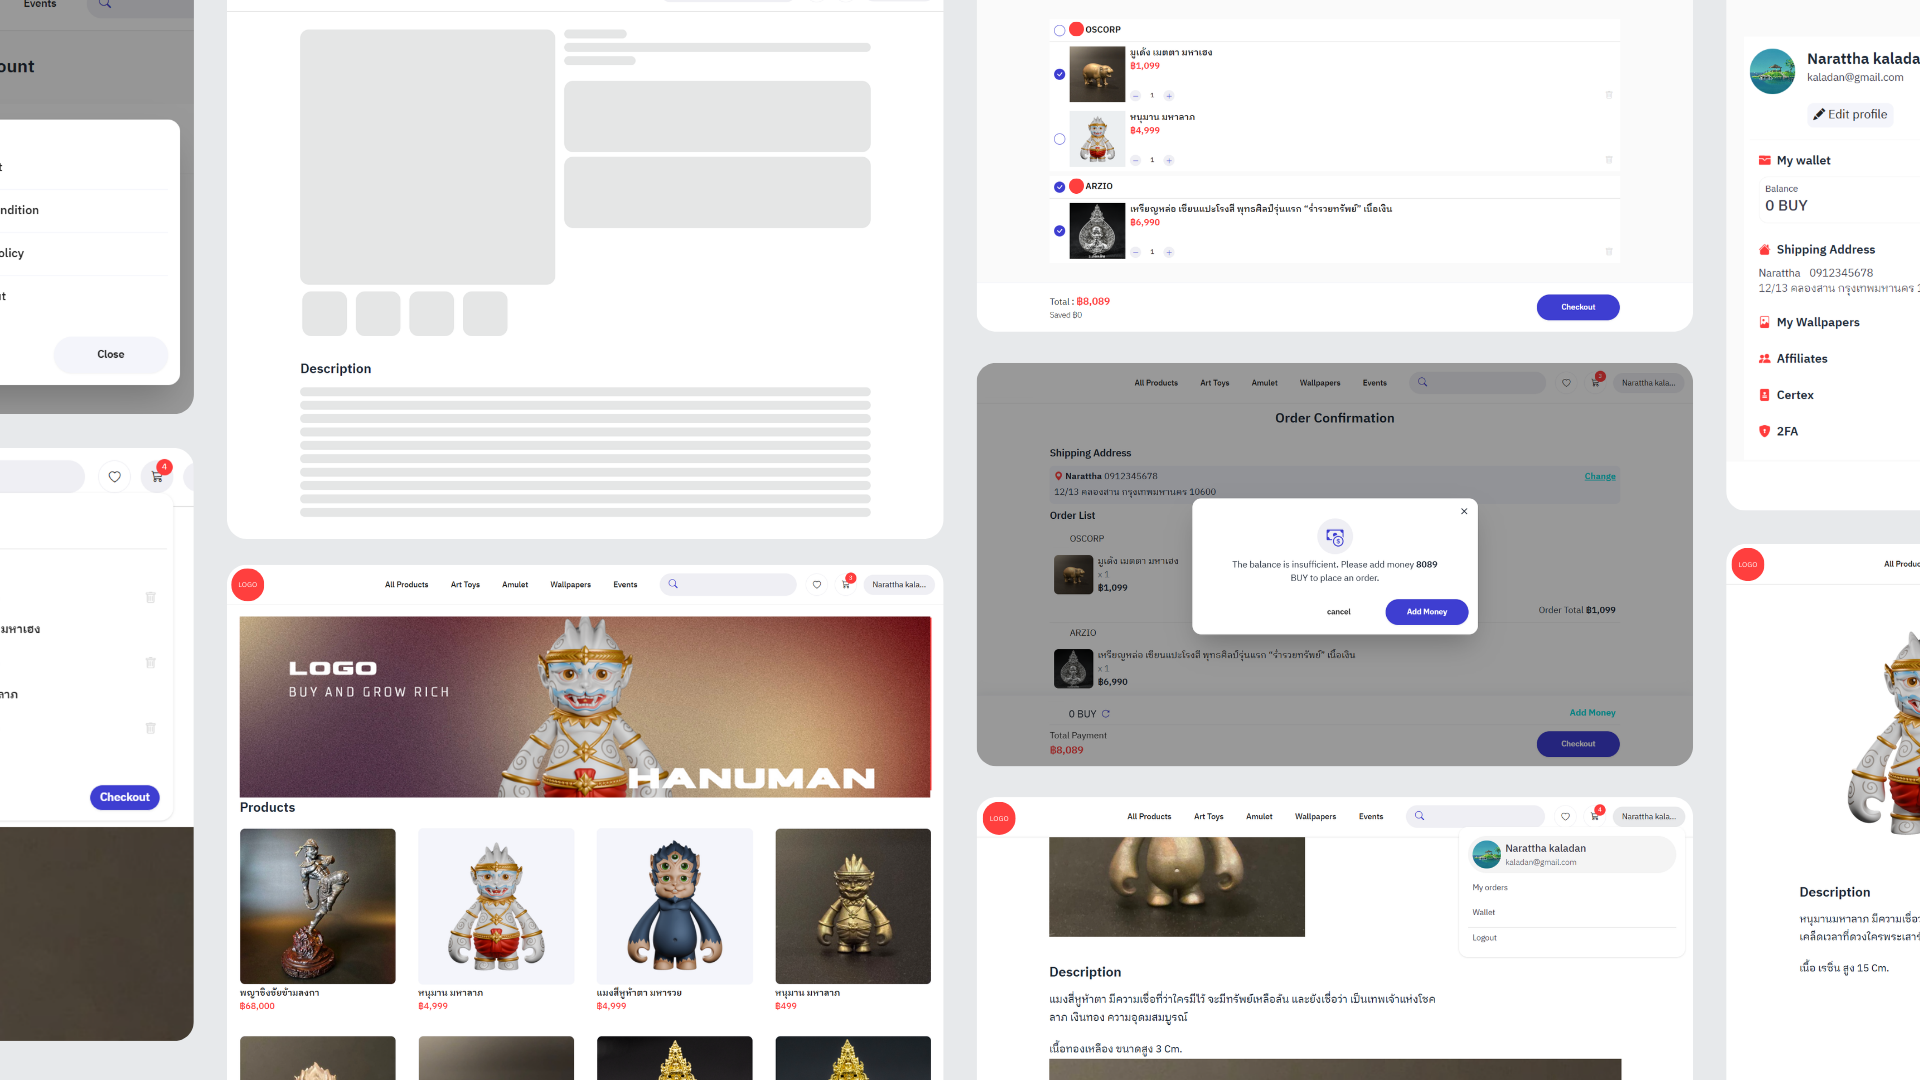 Events
ount
t
ndition
olicy
t
Close
4
มหาเฮง
ลาภ
Checkout
Description
LOGO
All Products
Art Toys
Amulet
Wallpapers
Events
3
Narattha kala...
LOGO
BUY AND GROW RICH
HANUMAN
Products
พญาชิงชัยข้ามลงกา
฿68,000
หนุมาน มหาลาภ
฿4,999
แมงสี่หูห้าตา มหารวย
฿4,999
หนุมาน มหาลาภ
฿499
OSCORP
มูเด้ง เมตตา มหาเฮง
฿1,099
1
หนุมาน มหาลาภ
฿4,999
1
ARZIO
เหรียญหล่อ เซียนแปะโรงสี พุทธศิลป์รุ่นแรก “ร่ำรวยทรัพย์” เนื้อเงิน
฿6,990
1
Total : ฿8,089
Saved ฿0
Checkout
All Products
Art Toys
Amulet
Wallpapers
Events
Narattha kala...
Order Confirmation
Shipping Address
Narattha 0912345678
Change
12/13 คลองสาน กรุงเทพมหานคร 10600
Order List
OSCORP
มูเด้ง เมตตา มหาเฮง
x 1
฿1,099
The balance is insufficient. Please add money 8089
BUY to place an order.
cancel
Add Money
Order Total ฿1,099
ARZIO
เหรียญหล่อ เซียนแปะโรงสี พุทธศิลป์รุ่นแรก “ร่ำรวยทรัพย์” เนื้อเงิน
x 1
฿6,990
0 BUY
Add Money
Total Payment
฿8,089
Checkout
LOGO
All Products
Art Toys
Amulet
Wallpapers
Events
4
Narattha kala...
Narattha kaladan
kaladan@gmail.com
My orders
Wallet
Logout
Description
แมงสี่หูห้าตา มีความเชื่อที่ว่าใครมีไว้ จะมีทรัพย์เหลือล้น และยังเชื่อว่า เป็นเทพเจ้าแห่งโชค
ลาภ เงินทอง ความอุดมสมบูรณ์
เนื้อทองเหลือง ขนาดสูง 3 Cm.
Narattha kalada
kaladan@gmail.com
Edit profile
My wallet
Balance
0 BUY
Shipping Address
Narattha 0912345678
12/13 คลองสาน กรุงเทพมหานคร 1
My Wallpapers
Affiliates
Certex
2FA
LOGO
All Produc
Description
หนุมานมหาลาภ มีความเชื่อว
เคล็ดเวลาที่ดวงใครพระเสาร์
เนื้อ เรซิ่น สูง 15 Cm.